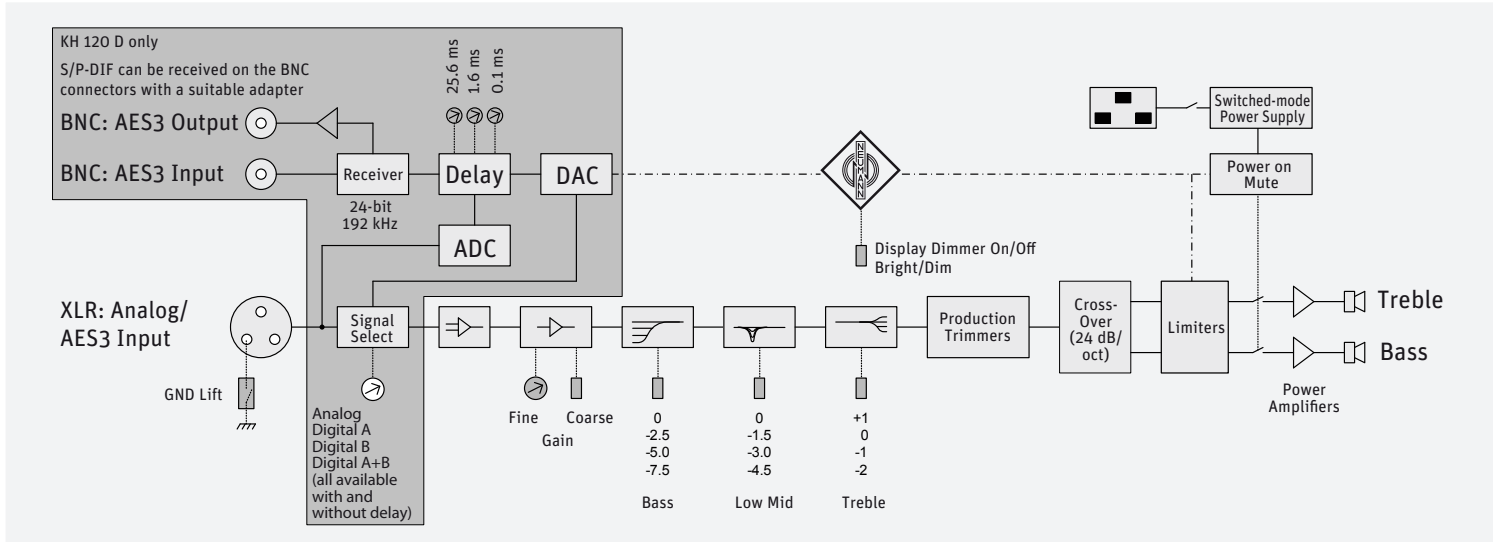 KH 120 D only
S/P-DIF can be received on the BNC
connectors with a suitable adapter
25.6 ms
1.6 ms
0.1 ms
BNC: AES3 Output
BNC: AES3 Input
Receiver
24-bit
192 kHz
Delay
DAC
ADC
NEUMANN
Display Dimmer On/Off
Bright/Dim
Switched-mode
Power Supply
Power on
Mute
XLR: Analog/
AES3 Input
GND Lift
Signal
Select
Analog
Digital A
Digital B
Digital A+B
(all available
with and
without delay)
Fine
Coarse
Gain
0
-2.5
-5.0
-7.5
Bass
0
-1.5
-3.0
-4.5
Low Mid
+1
0
-1
-2
Treble
Production
Trimmers
Cross-
Over
(24 dB/
oct)
Limiters
Treble
Bass
Power
Amplifiers